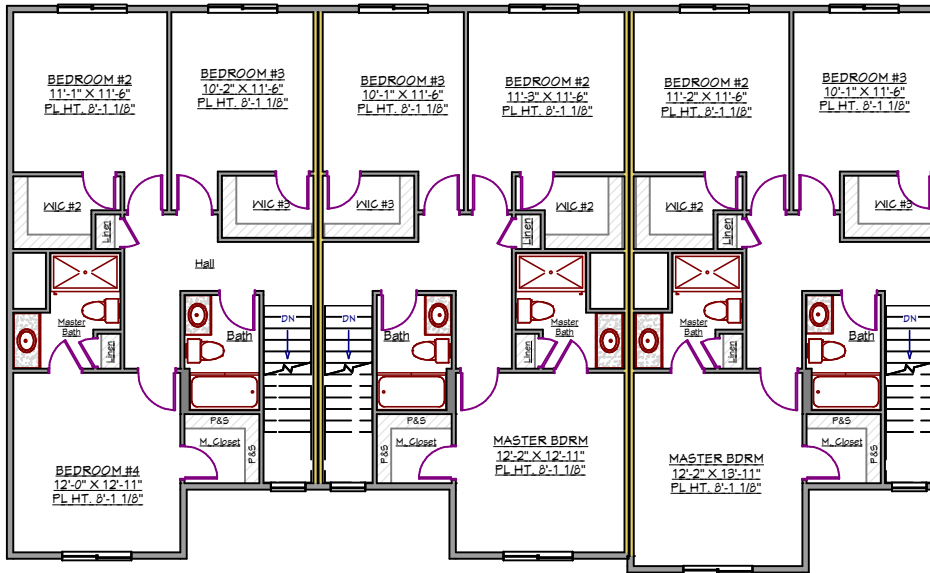 BEDROOM #2
11'-1" X 11'-6"
PL HT. 8'-1 1/8"
BEDROOM #3
10'-2" X 11'-6"
PL HT. 8'-1 1/8"
BEDROOM #3
10'-1" X 11'-6"
PL HT. 8'-1 1/8"
BEDROOM #2
11'-3" X 11'-6"
PL HT. 8'-1 1/8"
BEDROOM #2
11'-2" X 11'-6"
PL HT. 8'-1 1/8"
BEDROOM #3
10'-1" X 11'-6"
PL HT. 8'-1 1/8"
WIC #2
WIC #3
WIC #3
WIC #2
WIC #2
WIC #3
Linen
Linen
Linen
Hall
Master
Bath
Linen
Bath
DN
DN
Bath
Master
Bath
Linen
Master
Bath
Linen
Bath
DN
P&S
M. Closet
P&S
P&S
M. Closet
P&S
P&S
M. Closet
P&S
BEDROOM #4
12'-0" X 12'-11"
PL HT. 8'-1 1/8"
MASTER BDRM
12'-2" X 12'-11"
PL HT. 8'-1 1/8"
MASTER BDRM
12'-2" X 13'-11"
PL HT. 8'-1 1/8"